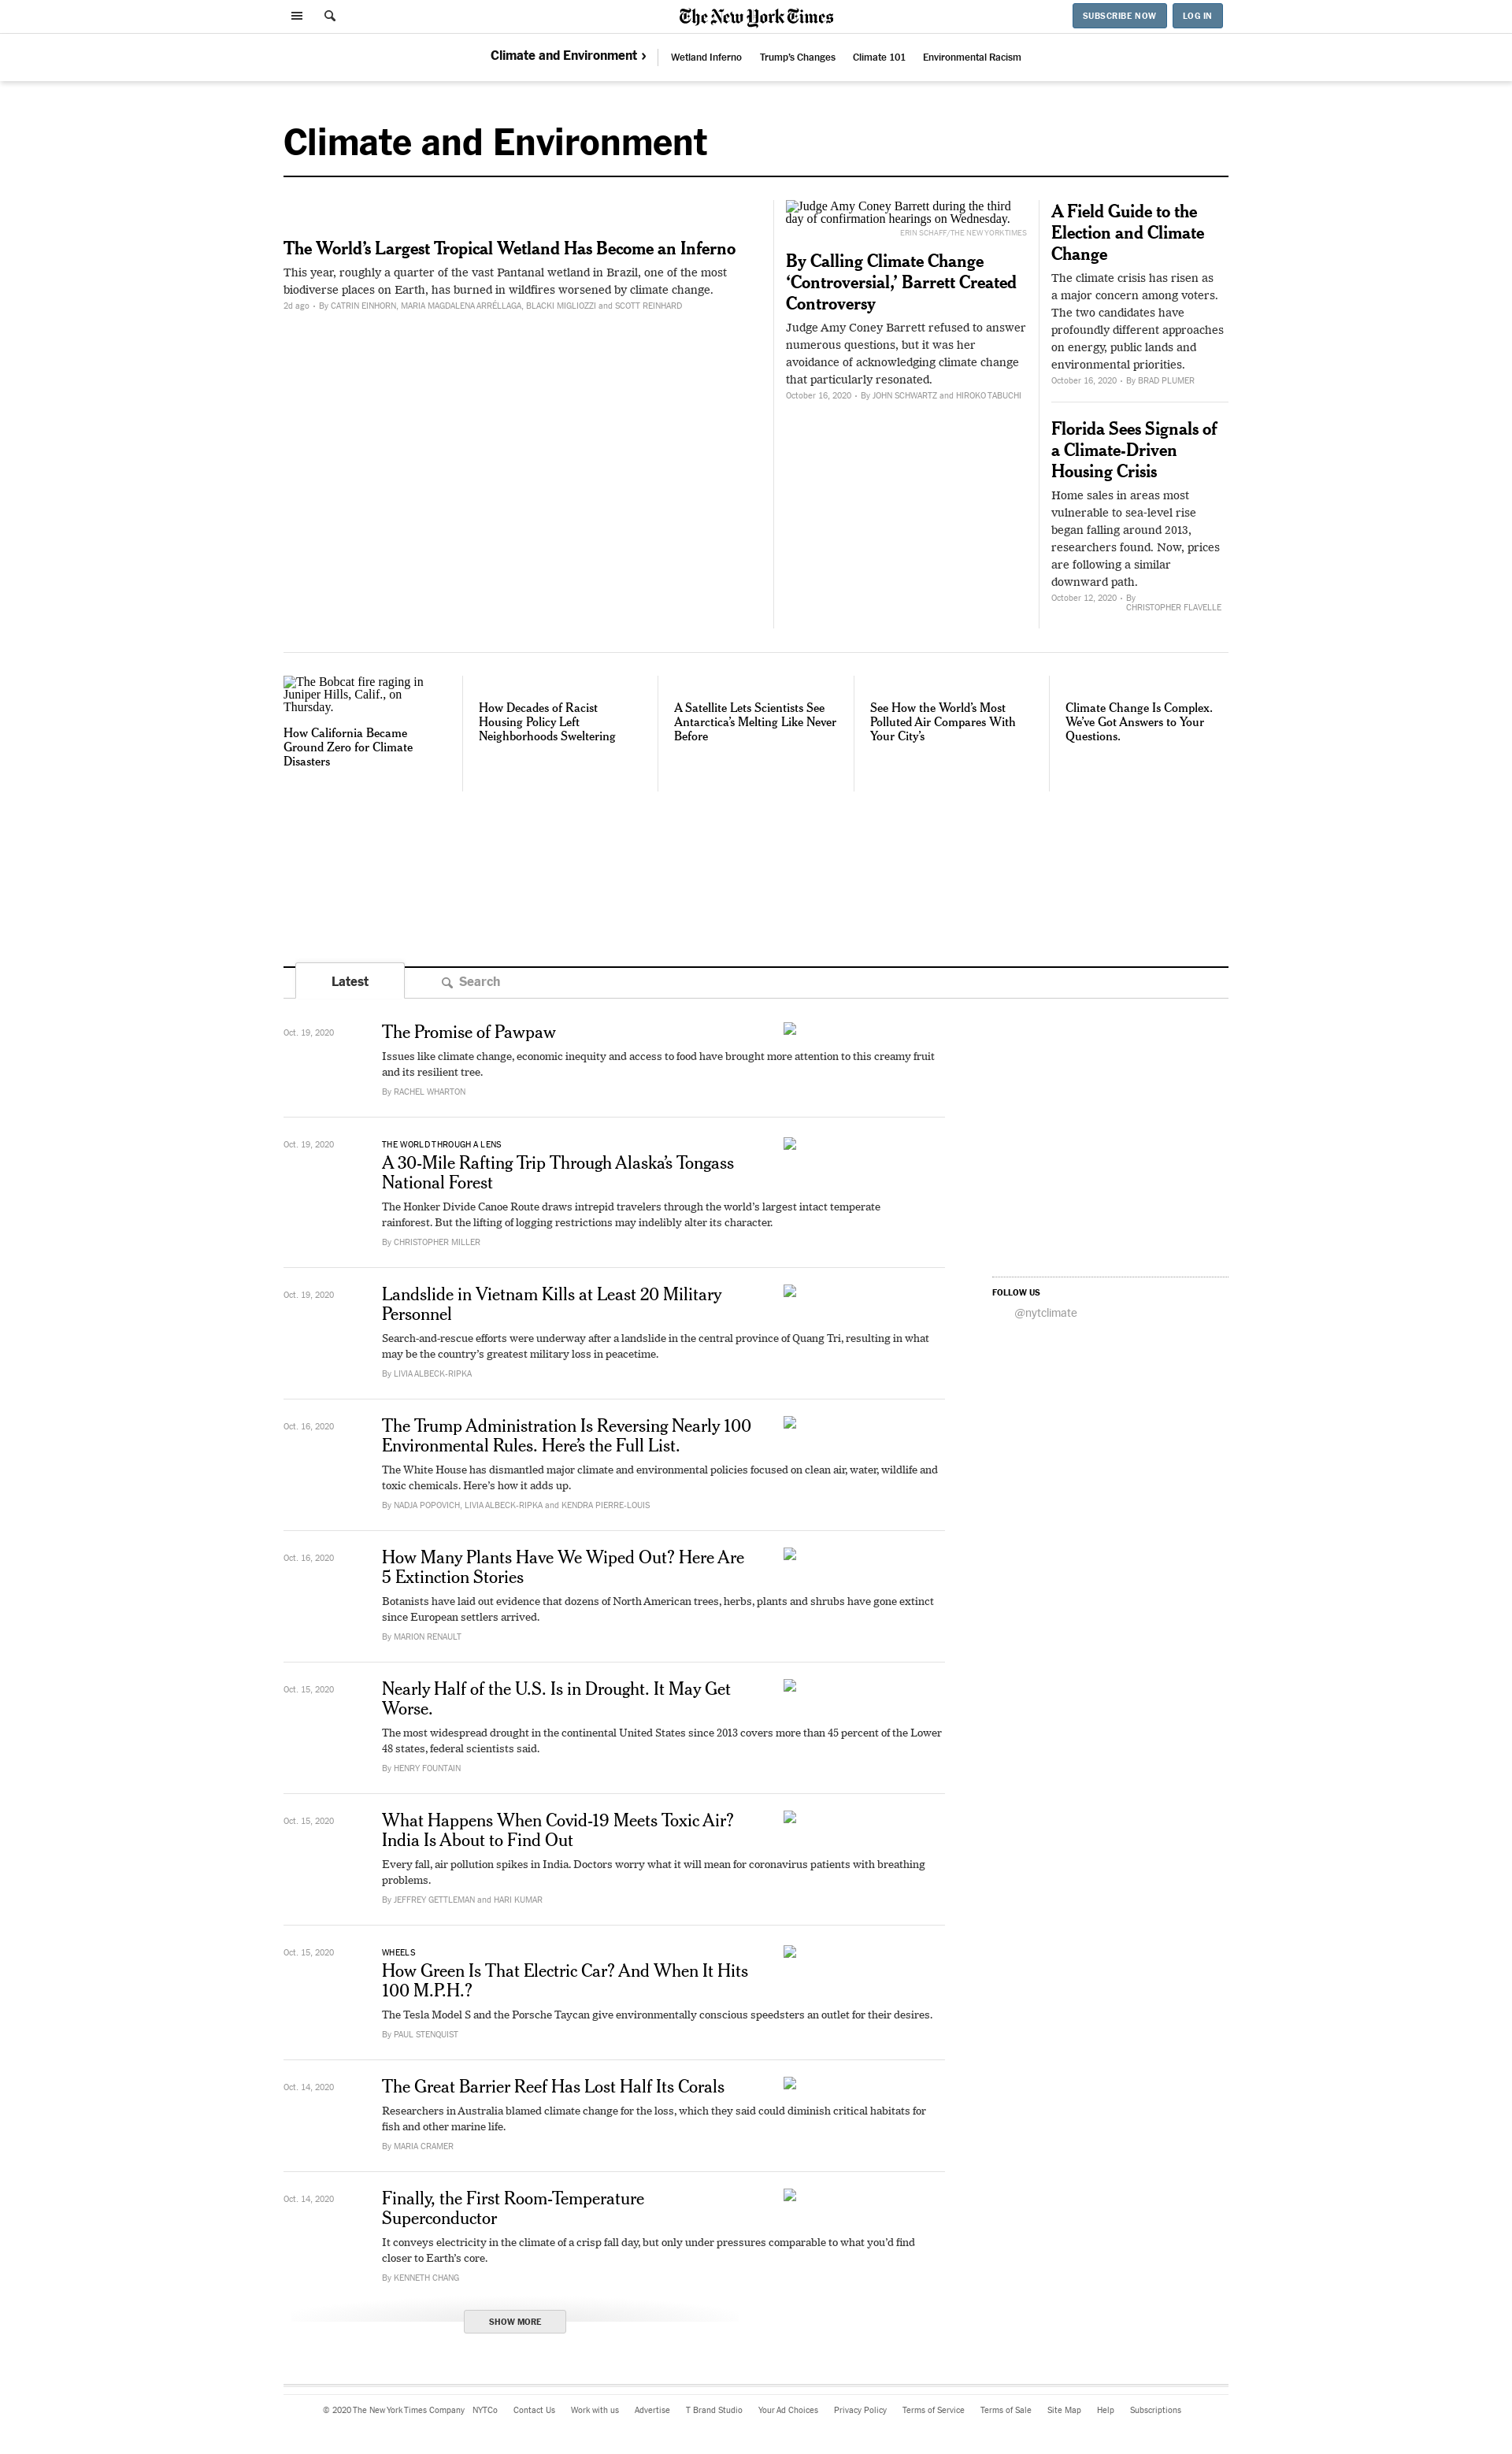 The New York Times
SUBSCRIBE NOW
LOG IN
Climate and Environment ›
Wetland Inferno
Trump's Changes
Climate 101
Environmental Racism
Climate and Environment
The World's Largest Tropical Wetland Has Become an Inferno
This year, roughly a quarter of the vast Pantanal wetland in Brazil, one of the most
biodiverse places on Earth, has burned in wildfires worsened by climate change.
2d ago • By CATRIN EINHORN, MARIA MAGDALENA ARRÉLLAGA, BLACKI MIGLIOZZI and SCOTT REINHARD
Judge Amy Coney Barrett during the third
day of confirmation hearings on Wednesday.
ERIN SCHAFF/THE NEW YORK TIMES
By Calling Climate Change
‘Controversial,’ Barrett Created
Controversy
Judge Amy Coney Barrett refused to answer
numerous questions, but it was her
avoidance of acknowledging climate change
that particularly resonated.
October 16, 2020 • By JOHN SCHWARTZ and HIROKO TABUCHI
A Field Guide to the
Election and Climate
Change
The climate crisis has risen as
a major concern among voters.
The two candidates have
profoundly different approaches
on energy, public lands and
environmental priorities.
October 16, 2020 • By BRAD PLUMER
Florida Sees Signals of
a Climate-Driven
Housing Crisis
Home sales in areas most
vulnerable to sea-level rise
began falling around 2013,
researchers found. Now, prices
are following a similar
downward path.
October 12, 2020 • By
CHRISTOPHER FLAVELLE
The Bobcat fire raging in
Juniper Hills, Calif., on
Thursday.
How California Became
Ground Zero for Climate
Disasters
How Decades of Racist
Housing Policy Left
Neighborhoods Sweltering
A Satellite Lets Scientists See
Antarctica's Melting Like Never
Before
See How the World's Most
Polluted Air Compares With
Your City's
Climate Change Is Complex.
We've Got Answers to Your
Questions.
Latest
Search
Oct. 19, 2020
The Promise of Pawpaw
Issues like climate change, economic inequity and access to food have brought more attention to this creamy fruit
and its resilient tree.
By RACHEL WHARTON
Oct. 19, 2020
THE WORLD THROUGH A LENS
A 30-Mile Rafting Trip Through Alaska's Tongass
National Forest
The Honker Divide Canoe Route draws intrepid travelers through the world's largest intact temperate
rainforest. But the lifting of logging restrictions may indelibly alter its character.
By CHRISTOPHER MILLER
FOLLOW US
@nytclimate
Oct. 19, 2020
Landslide in Vietnam Kills at Least 20 Military
Personnel
Search-and-rescue efforts were underway after a landslide in the central province of Quang Tri, resulting in what
may be the country's greatest military loss in peacetime.
By LIVIA ALBECK-RIPKA
Oct. 16, 2020
The Trump Administration Is Reversing Nearly 100
Environmental Rules. Here's the Full List.
The White House has dismantled major climate and environmental policies focused on clean air, water, wildlife and
toxic chemicals. Here's how it adds up.
By NADJA POPOVICH, LIVIA ALBECK-RIPKA and KENDRA PIERRE-LOUIS
Oct. 16, 2020
How Many Plants Have We Wiped Out? Here Are
5 Extinction Stories
Botanists have laid out evidence that dozens of North American trees, herbs, plants and shrubs have gone extinct
since European settlers arrived.
By MARION RENAULT
Oct. 15, 2020
Nearly Half of the U.S. Is in Drought. It May Get
Worse.
The most widespread drought in the continental United States since 2013 covers more than 45 percent of the Lower
48 states, federal scientists said.
By HENRY FOUNTAIN
Oct. 15, 2020
What Happens When Covid-19 Meets Toxic Air?
India Is About to Find Out
Every fall, air pollution spikes in India. Doctors worry what it will mean for coronavirus patients with breathing
problems.
By JEFFREY GETTLEMAN and HARI KUMAR
Oct. 15, 2020
WHEELS
How Green Is That Electric Car? And When It Hits
100 M.P.H.?
The Tesla Model S and the Porsche Taycan give environmentally conscious speedsters an outlet for their desires.
By PAUL STENQUIST
Oct. 14, 2020
The Great Barrier Reef Has Lost Half Its Corals
Researchers in Australia blamed climate change for the loss, which they said could diminish critical habitats for
fish and other marine life.
By MARIA CRAMER
Oct. 14, 2020
Finally, the First Room-Temperature
Superconductor
It conveys electricity in the climate of a crisp fall day, but only under pressures comparable to what you'd find
closer to Earth's core.
By KENNETH CHANG
SHOW MORE
© 2020 The New York Times Company
NYTCo
Contact Us
Work with us
Advertise
T Brand Studio
Your Ad Choices
Privacy Policy
Terms of Service
Terms of Sale
Site Map
Help
Subscriptions